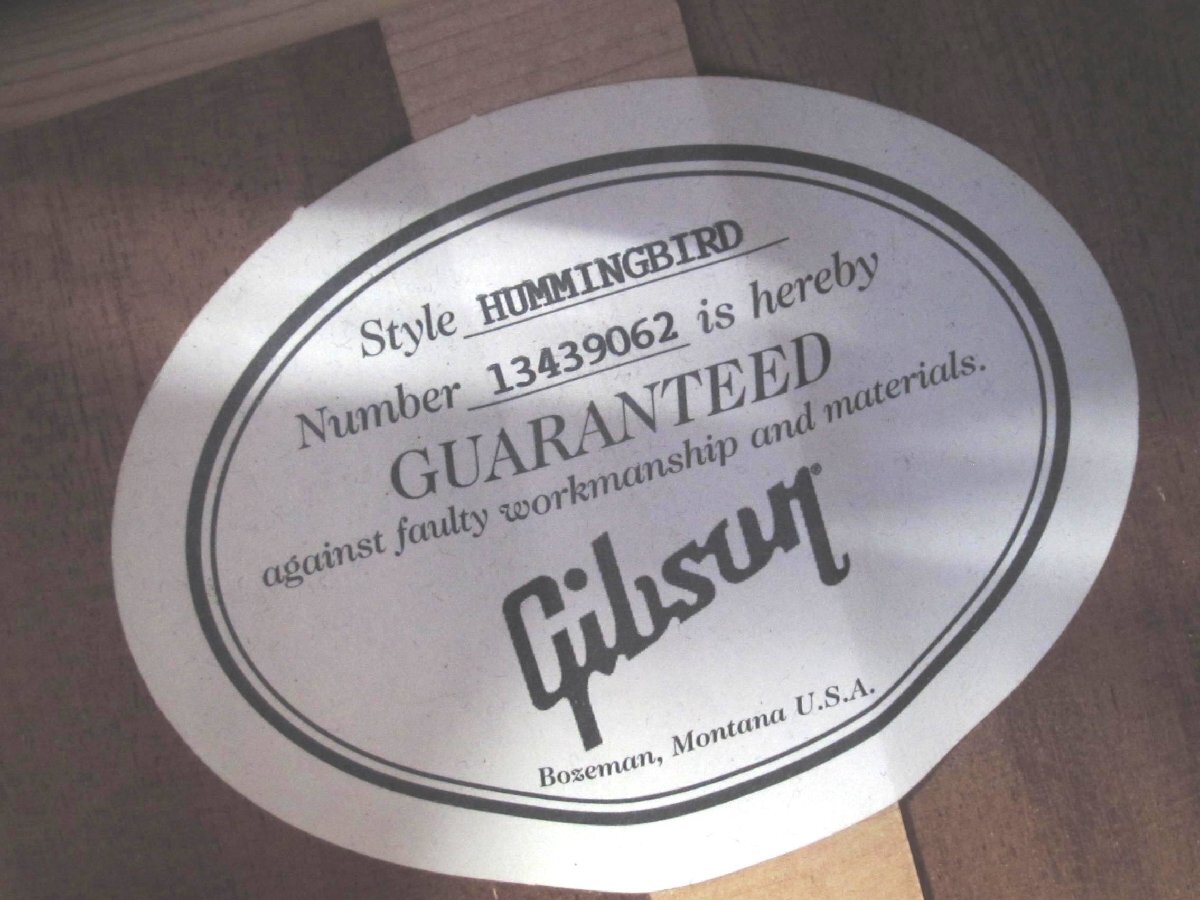 Style HUMMINGBIRD
Number 13439062 is hereby
GUARANTEED
against faulty workmanship and materials.
Gibson®
Bozeman, Montana U.S.A.